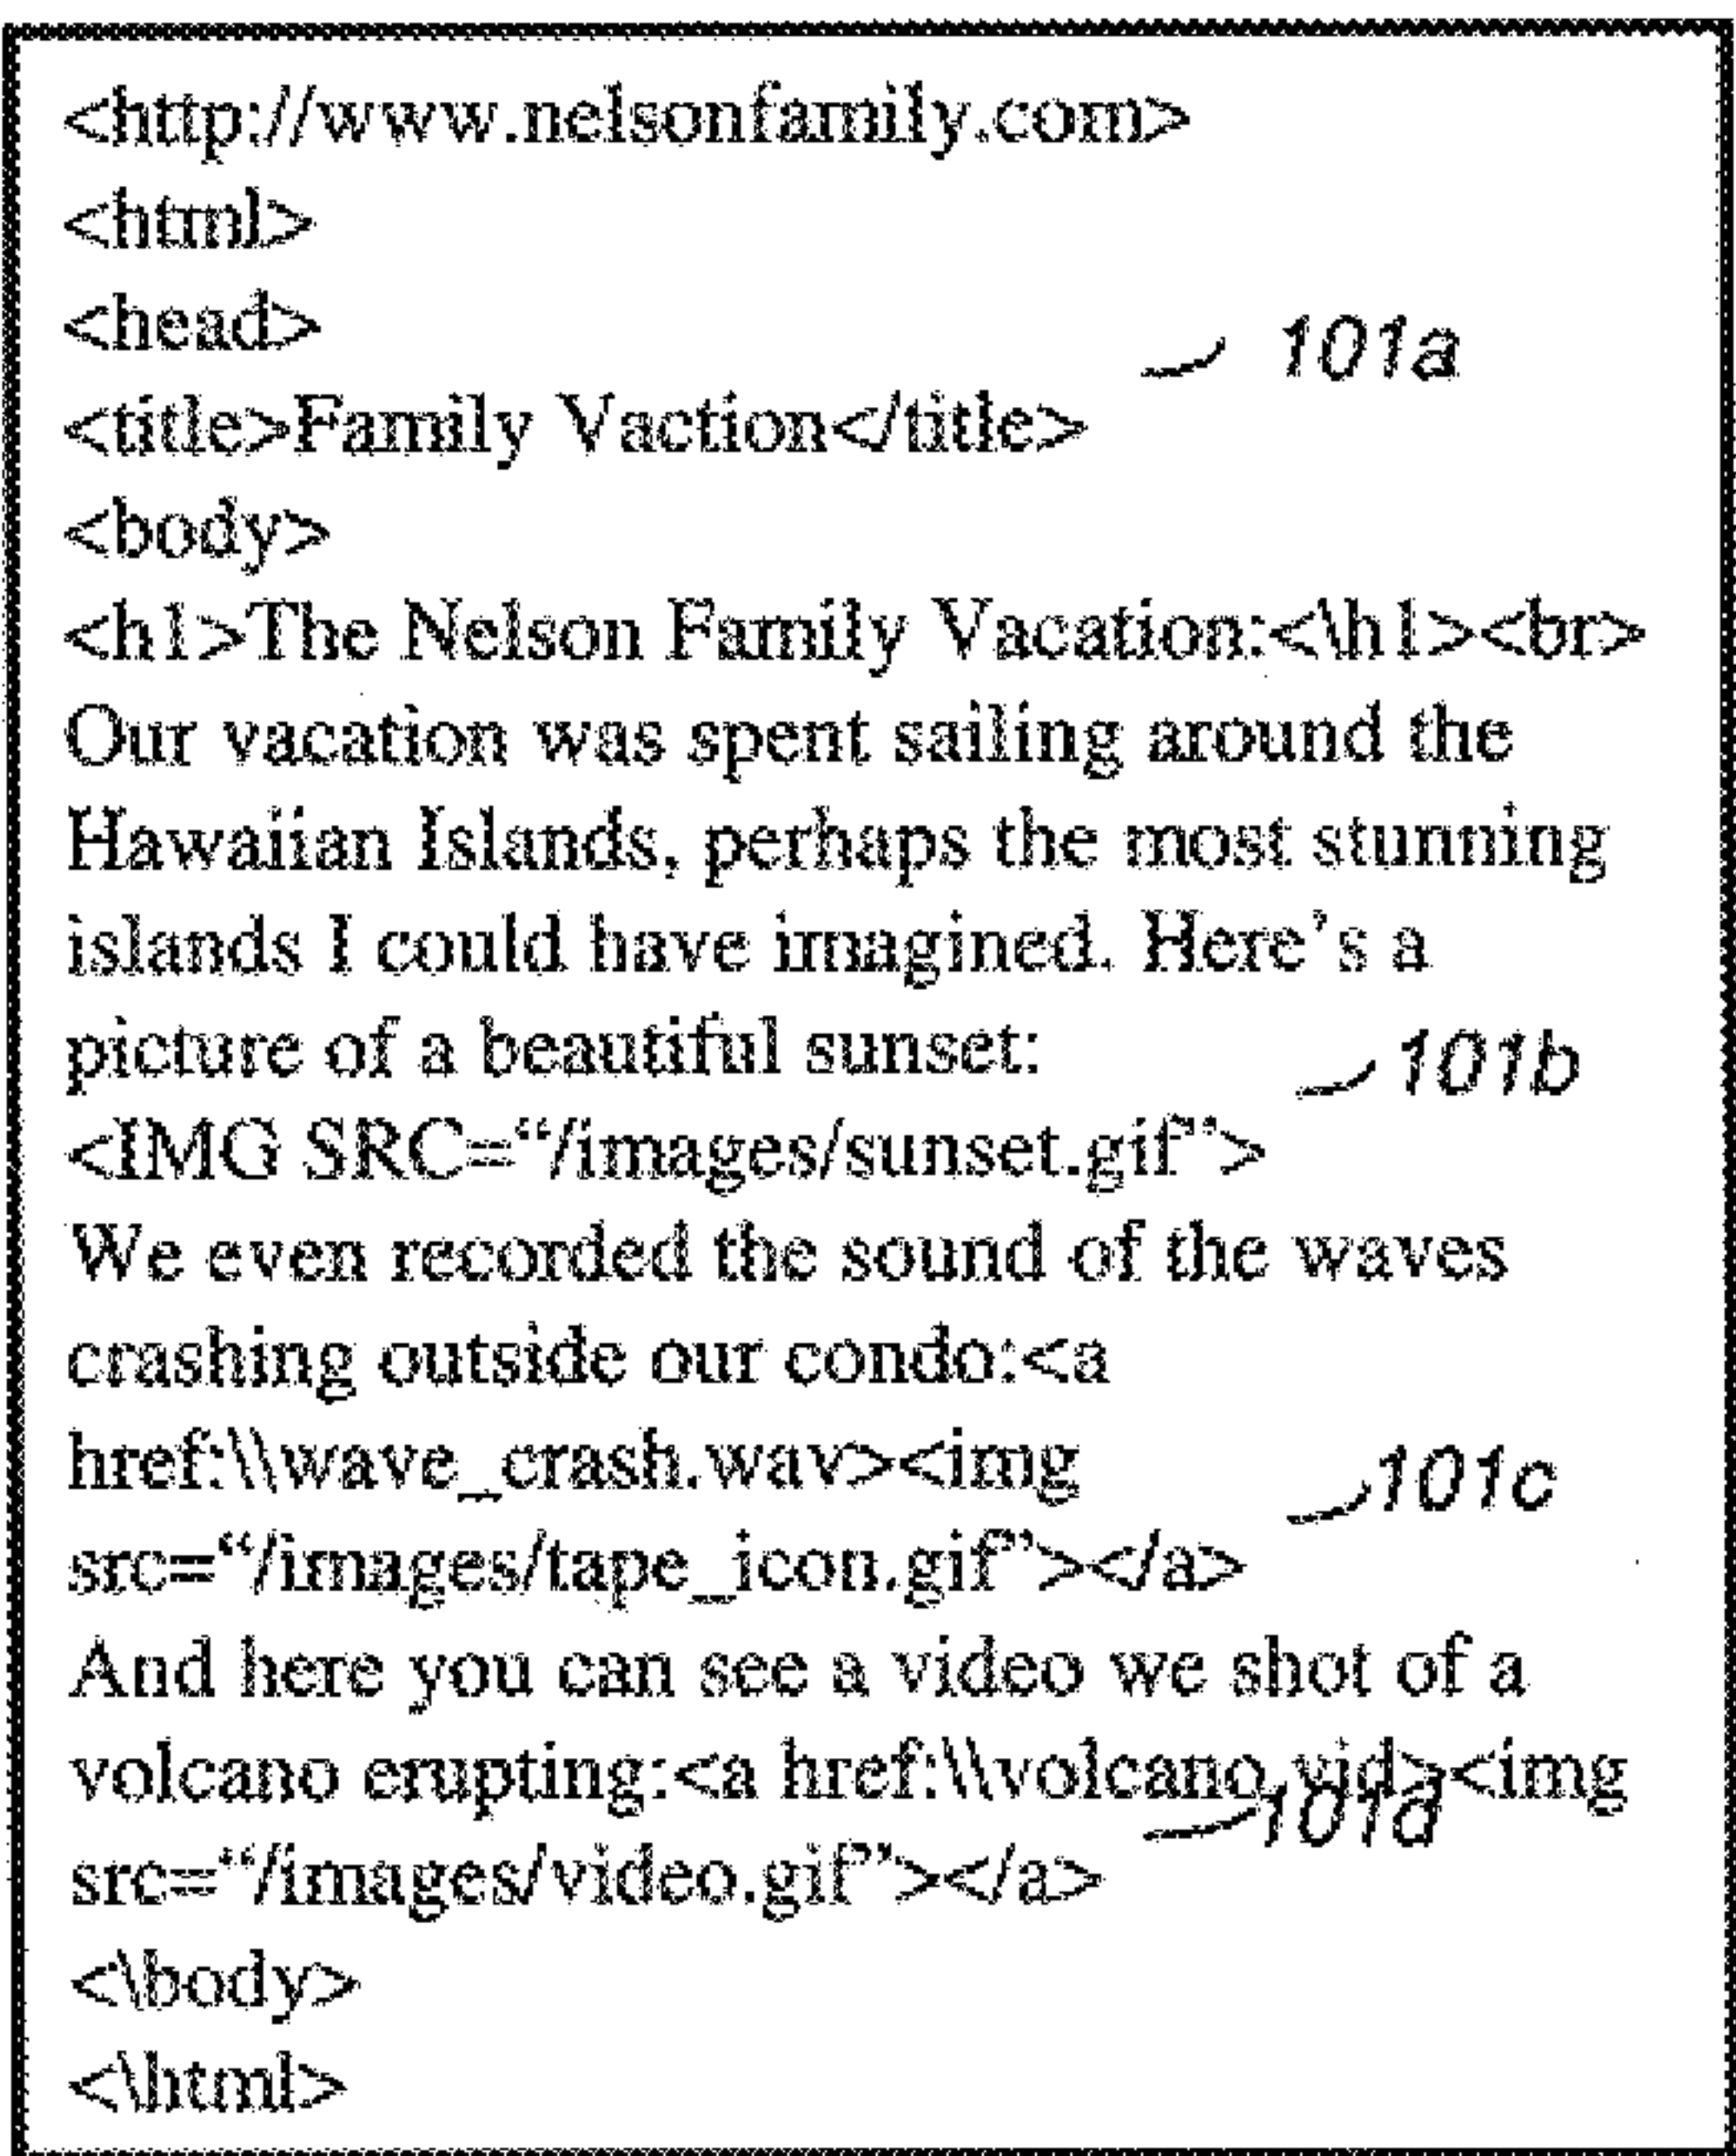 <http://www.nelsonfamily.com>
<html>
<head>
101a
<title>Family Vaction</title>
<body>
<h1>The Nelson Family Vacation:<\h1><br>
Our vacation was spent sailing around the
Hawaiian Islands, perhaps the most stunning
islands I could have imagined. Here's a
picture of a beautiful sunset:
101b
<IMG SRC="/images/sunset.gif">
We even recorded the sound of the waves
crashing outside our condo:<a
href:\\wave_crash.wav><img
101c
src="/images/tape_icon.gif"></a>
And here you can see a video we shot of a
volcano erupting:<a href:\\volcano.vid><img
101d
src="/images/video.gif"></a>
<\body>
<\html>